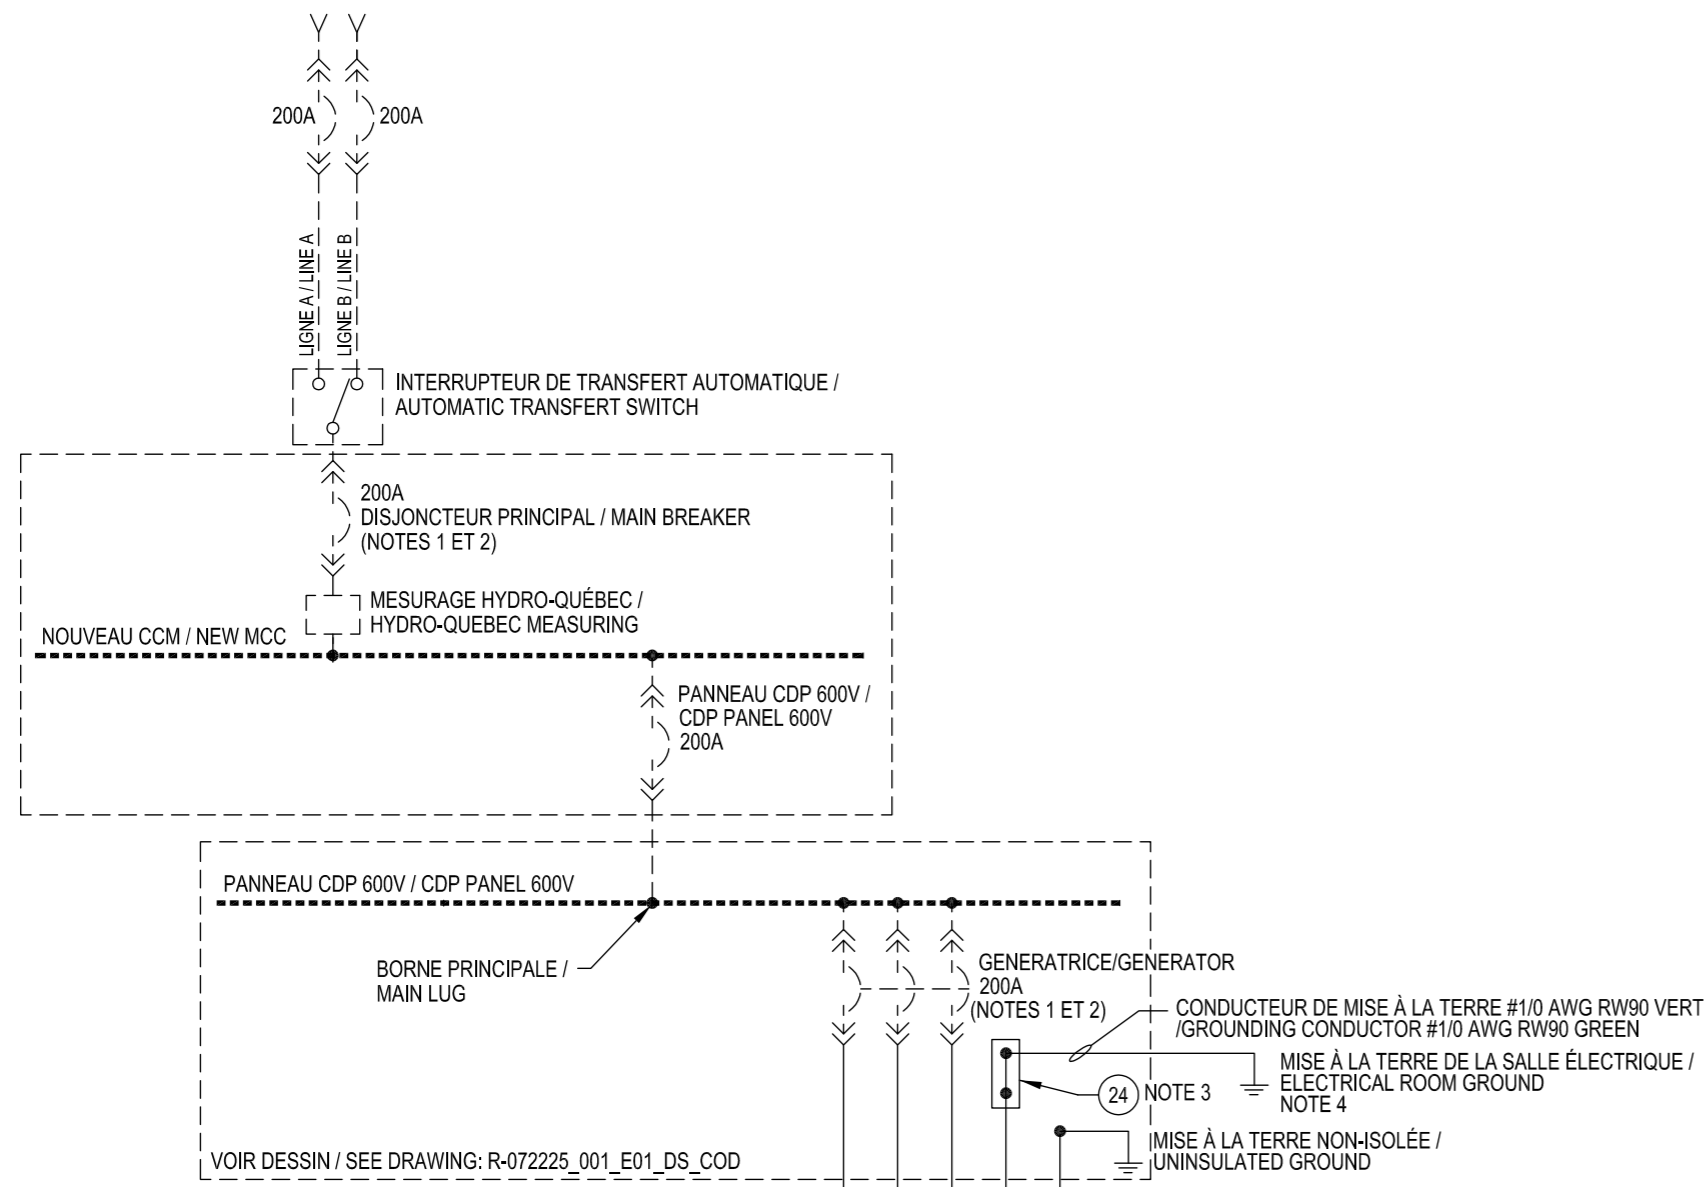 200A
200A
LIGNE A / LINE A
LIGNE B / LINE B
INTERRUPTEUR DE TRANSFERT AUTOMATIQUE /
AUTOMATIC TRANSFERT SWITCH
200A
DISJONCTEUR PRINCIPAL / MAIN BREAKER
(NOTES 1 ET 2)
MESURAGE HYDRO-QUÉBEC /
HYDRO-QUEBEC MEASURING
NOUVEAU CCM / NEW MCC
PANNEAU CDP 600V /
CDP PANEL 600V
200A
PANNEAU CDP 600V / CDP PANEL 600V
BORNE PRINCIPALE /
MAIN LUG
GENERATRICE/GENERATOR
200A
(NOTES 1 ET 2)
CONDUCTEUR DE MISE À LA TERRE #1/0 AWG RW90 VERT
/GROUNDING CONDUCTOR #1/0 AWG RW90 GREEN
MISE À LA TERRE DE LA SALLE ÉLECTRIQUE /
ELECTRICAL ROOM GROUND
NOTE 4
24 NOTE 3
MISE À LA TERRE NON-ISOLÉE /
UNINSULATED GROUND
VOIR DESSIN / SEE DRAWING: R-072225_001_E01_DS_COD